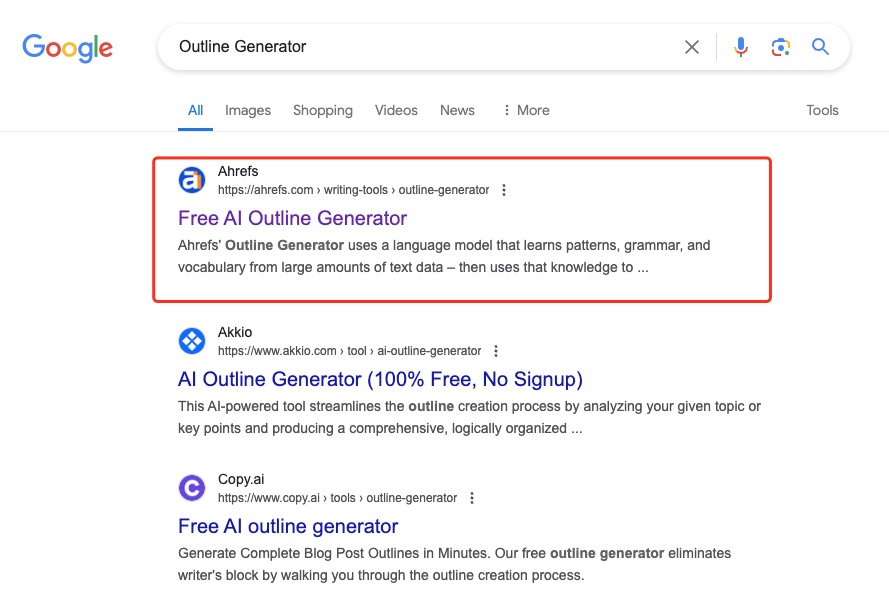 Google
Outline Generator
All Images Shopping Videos News More Tools
Ahrefs
https://ahrefs.com › writing-tools › outline-generator
Free AI Outline Generator
Ahrefs' Outline Generator uses a language model that learns patterns, grammar, and
vocabulary from large amounts of text data – then uses that knowledge to ...
Akkio
https://www.akkio.com › tool › ai-outline-generator
AI Outline Generator (100% Free, No Signup)
This AI-powered tool streamlines the outline creation process by analyzing your given topic or
key points and producing a comprehensive, logically organized ...
Copy.ai
https://www.copy.ai › tools › outline-generator
Free AI outline generator
Generate Complete Blog Post Outlines in Minutes. Our free outline generator eliminates
writer's block by walking you through the outline creation process.